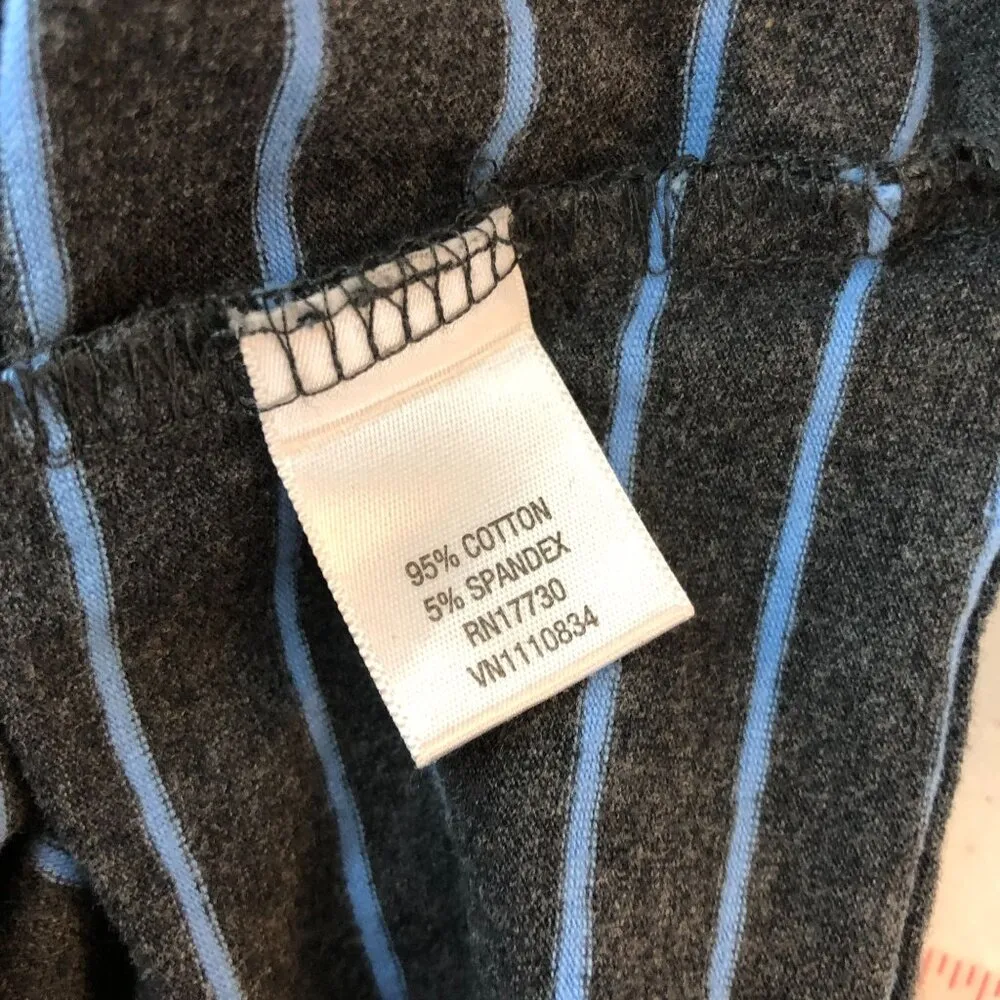 95% COTTON
5% SPANDEX
RN17730
VN1110834